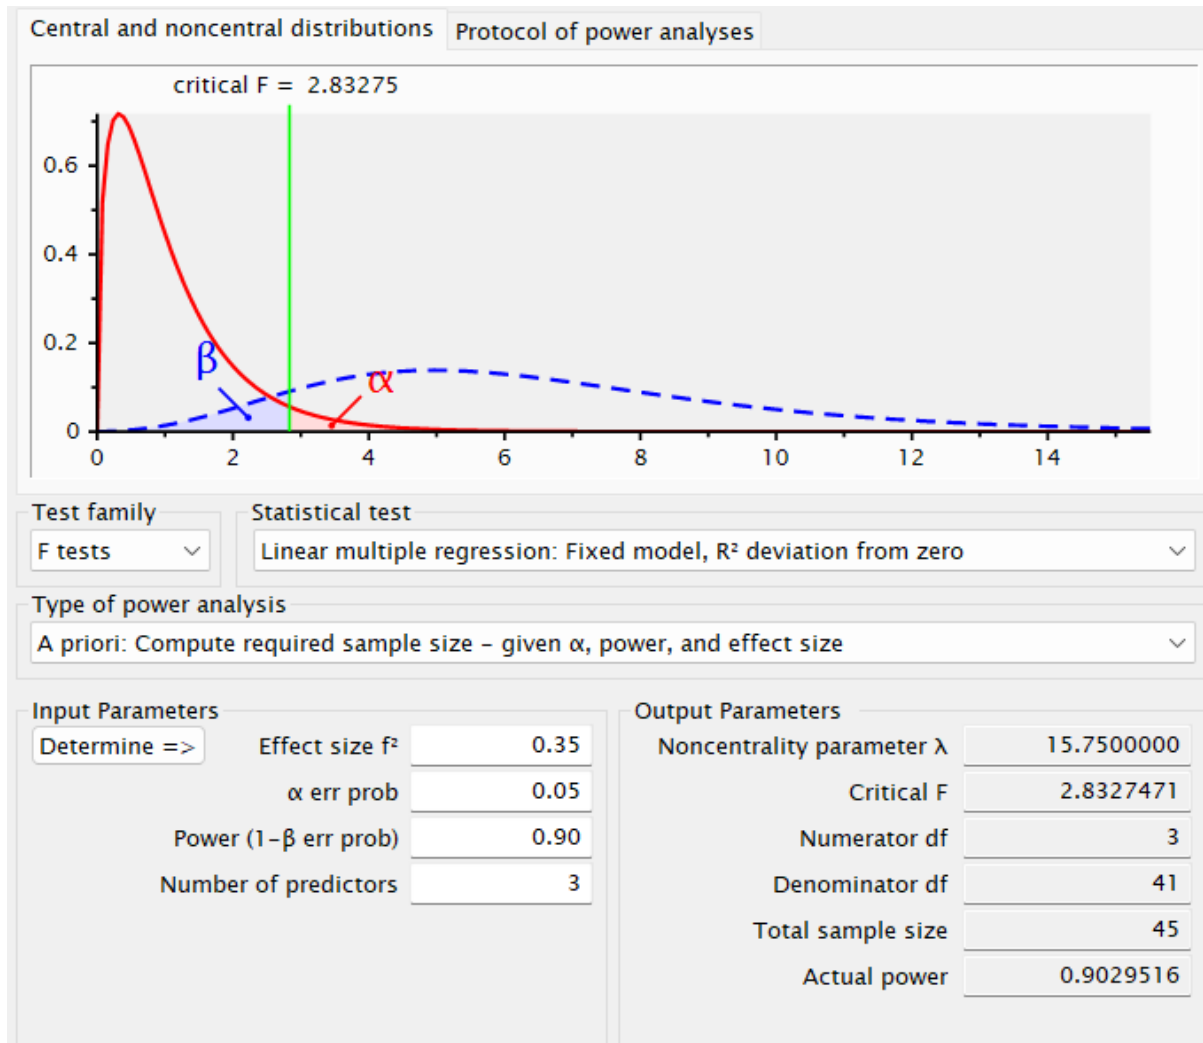 Central and noncentral distributions Protocol of power analyses
critical F = 2.83275
0.6
0.4
0.2
0
β
α
0 2 4 6 8 10 12 14
Test family Statistical test
F tests Linear multiple regression: Fixed model, R² deviation from zero
Type of power analysis
A priori: Compute required sample size – given α, power, and effect size
Input Parameters Output Parameters
Determine => Effect size f² 0.35 Noncentrality parameter λ 15.7500000
α err prob 0.05 Critical F 2.8327471
Power (1–β err prob) 0.90 Numerator df 3
Number of predictors 3 Denominator df 41
Total sample size 45
Actual power 0.9029516